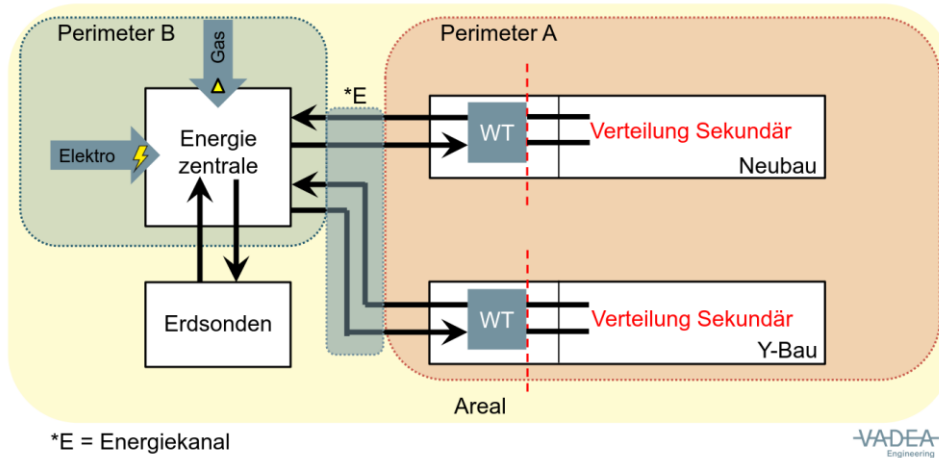 Perimeter B
Gas
Perimeter A
*E
Energie
zentrale
Elektro
WT
Verteilung Sekundär
Neubau
Erdsonden
WT
Verteilung Sekundär
Y-Bau
Areal
*E = Energiekanal
VADEA
Engineering